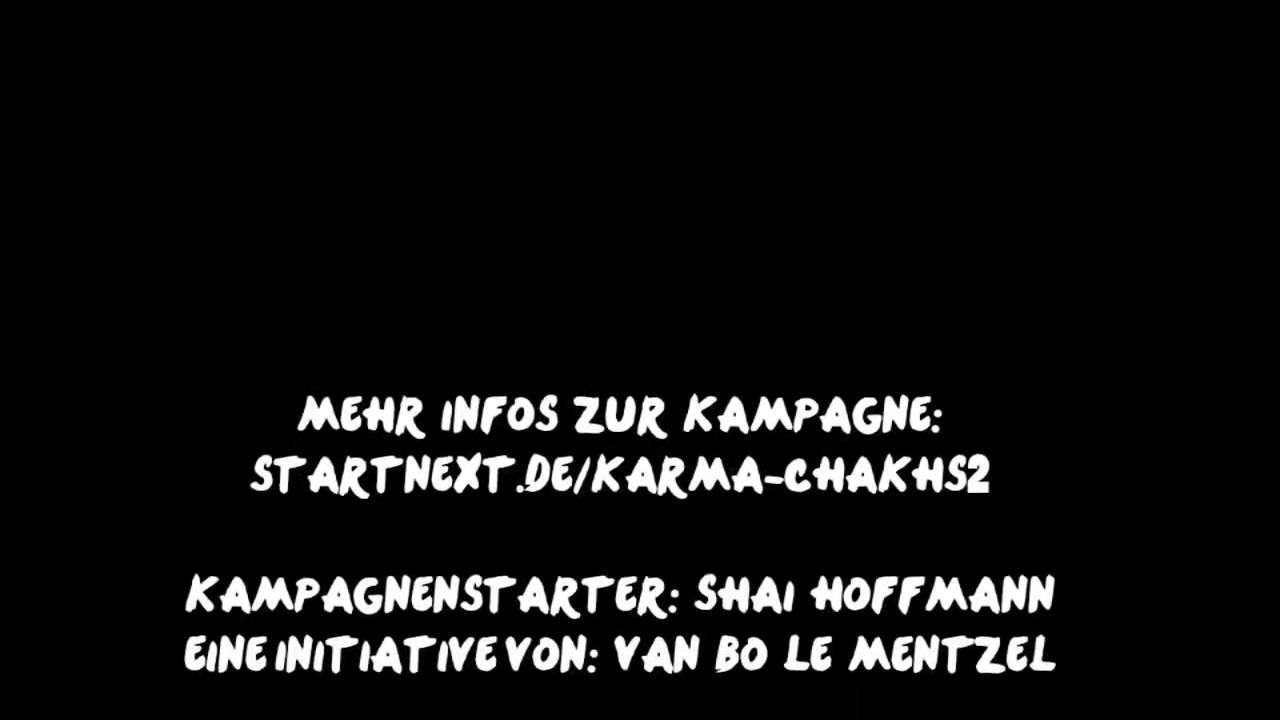 MEHR INFOS ZUR KAMPAGNE:
STARTNEXT.DE/KARMA-CHAKHS2
KAMPAGNENSTARTER: SHAI HOFFMANN
EINE INITIATIVE VON: VAN BO LE MENTZEL